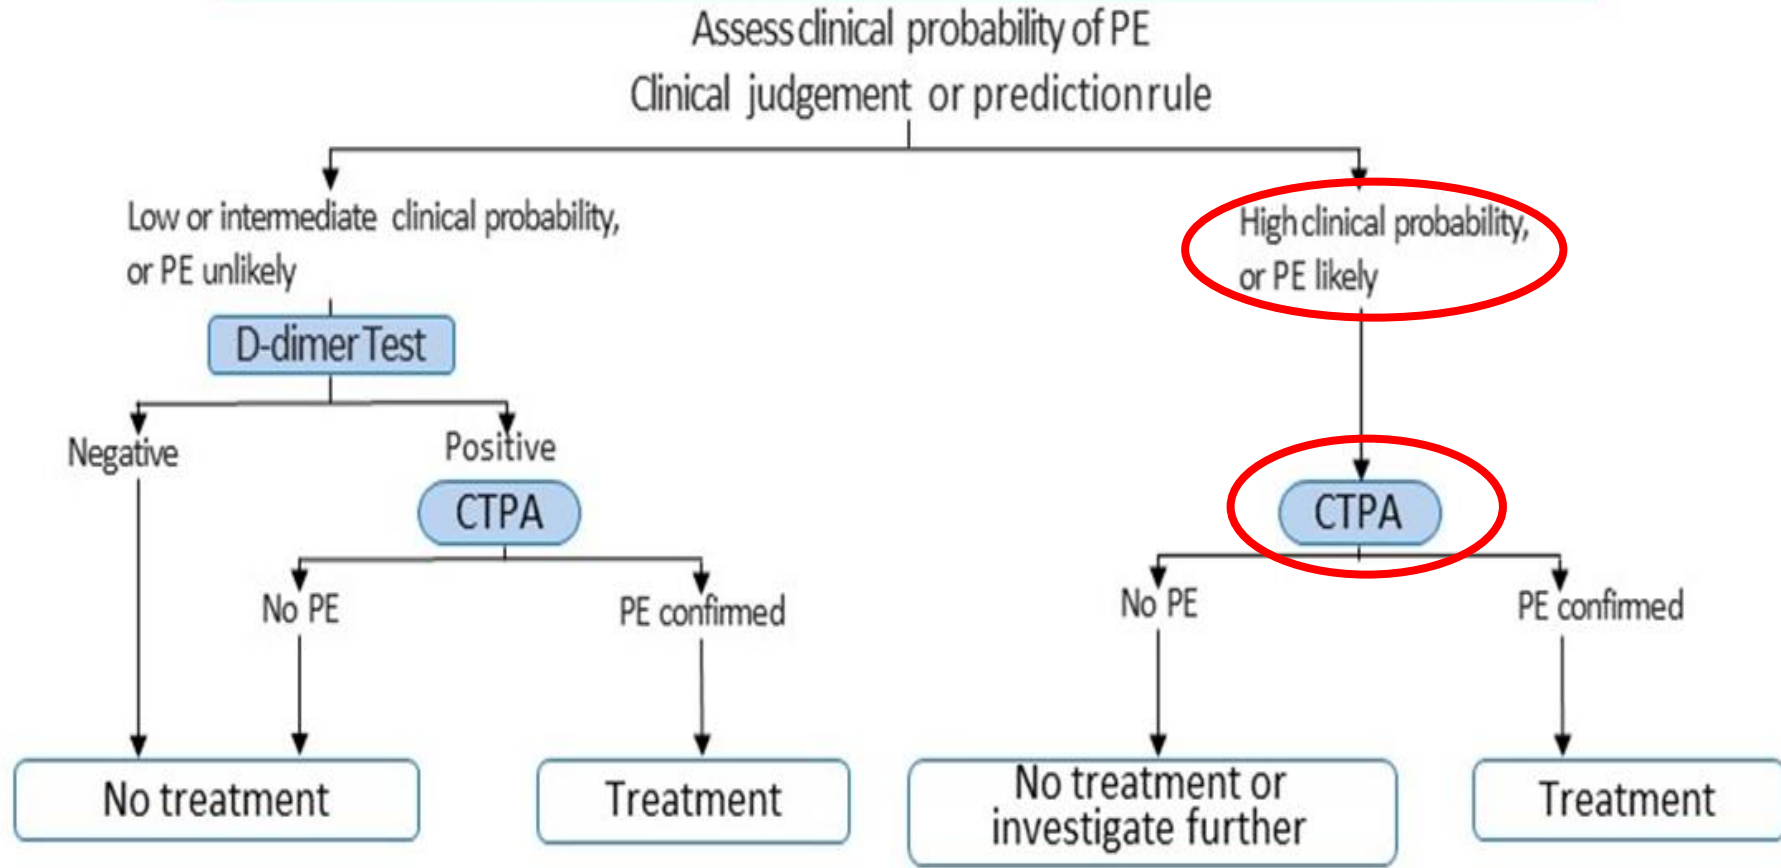 Assess clinical probability of PE
Clinical judgement or prediction rule
Low or intermediate clinical probability,
or PE unlikely
High clinical probability,
or PE likely
D-dimer Test
Negative
Positive
CTPA
CTPA
No PE
PE confirmed
No PE
PE confirmed
No treatment
Treatment
No treatment or
investigate further
Treatment